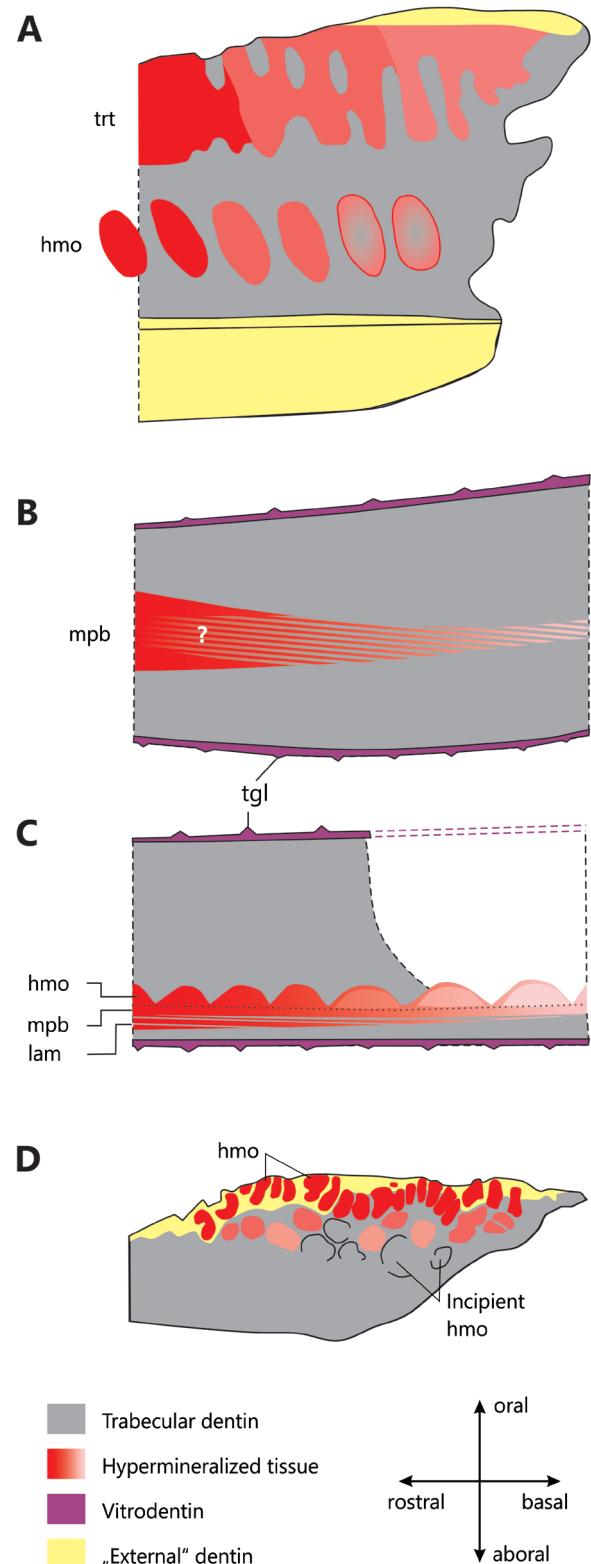 A
trt
hmo
B
mpb
?
tgl
C
hmo
mpb
lam
D
hmo
Incipient
hmo
Trabecular dentin
Hypermineralized tissue
Vitrodentin
„External“ dentin
oral
rostral
basal
aboral